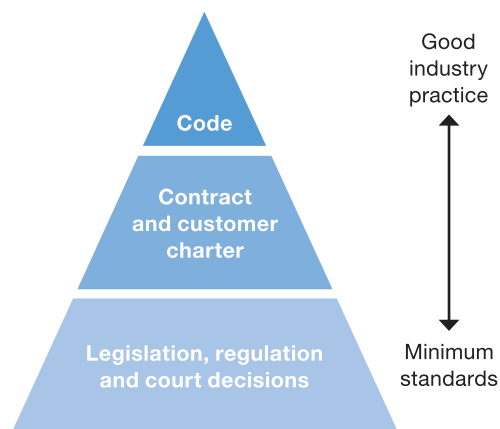 Code
Contract
and customer
charter
Legislation, regulation
and court decisions
Good
industry
practice
Minimum
standards